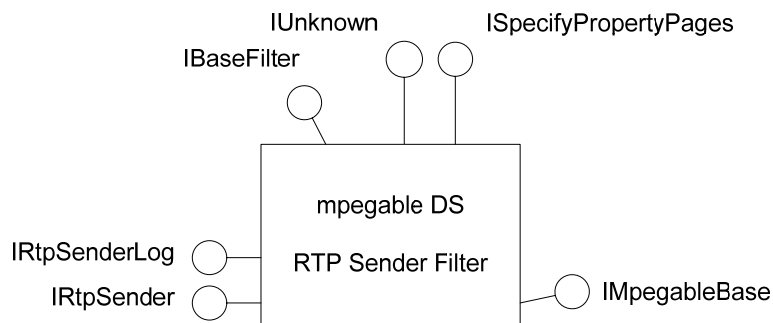 IUnknown
ISpecifyPropertyPages
IBaseFilter
mpegable DS
RTP Sender Filter
IRtpSenderLog
IRtpSender
IMpegableBase